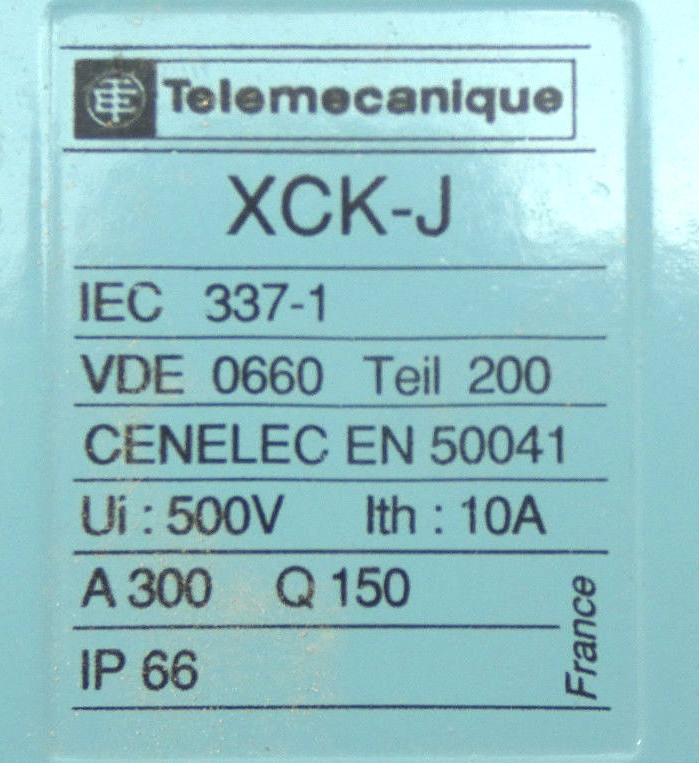 Telemecanique
XCK-J
IEC 337-1
VDE 0660 Teil 200
CENELEC EN 50041
Ui : 500V Ith : 10A
A 300 Q 150
IP 66
France